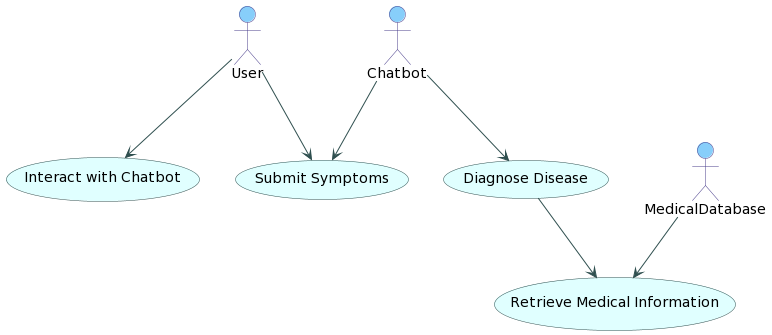 User
Chatbot
Interact with Chatbot
Submit Symptoms
Diagnose Disease
MedicalDatabase
Retrieve Medical Information